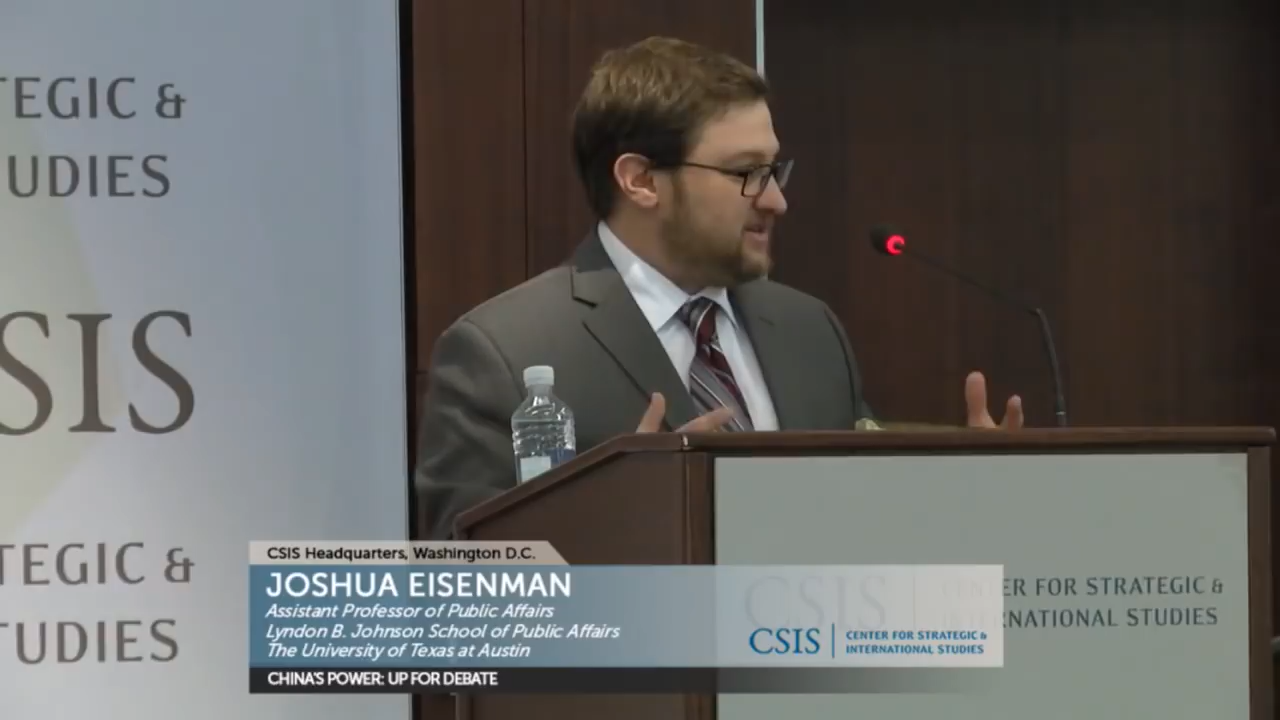 TEGIC &
UDIES
SIS
TEGIC &
TUDIES
CSIS Headquarters, Washington D.C.
JOSHUA EISENMAN
Assistant Professor of Public Affairs
Lyndon B. Johnson School of Public Affairs
The University of Texas at Austin
CSIS
CENTER FOR STRATEGIC &
INTERNATIONAL STUDIES
CHINA'S POWER: UP FOR DEBATE
CSIS
CENTER FOR STRATEGIC &
INTERNATIONAL STUDIES